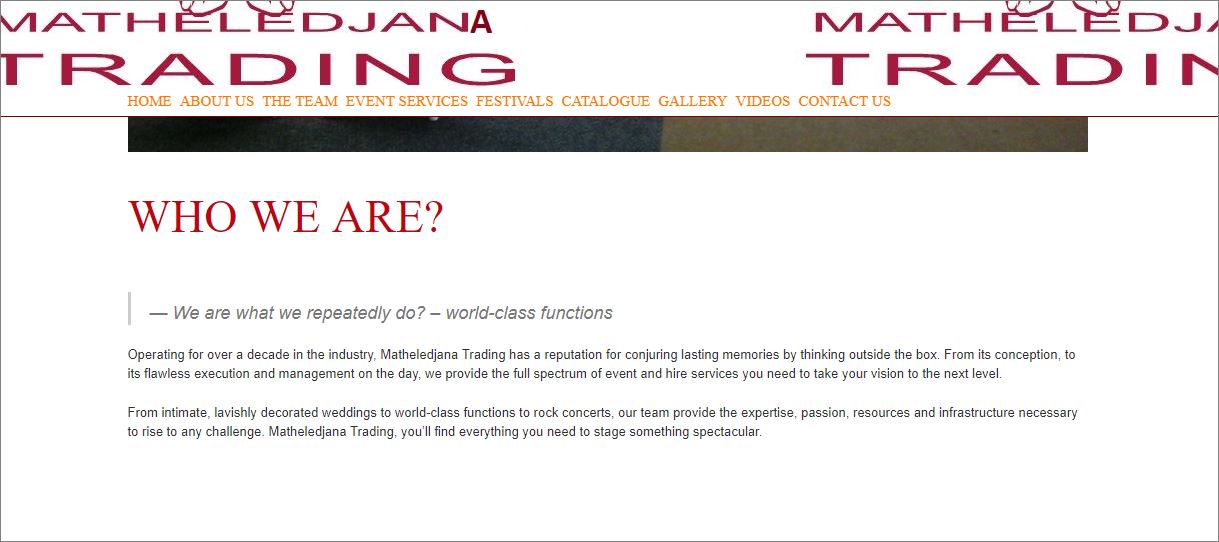 MATHELEDJANA MATHELEDJA
TRADING TRADIN
HOME ABOUT US THE TEAM EVENT SERVICES FESTIVALS CATALOGUE GALLERY VIDEOS CONTACT US
WHO WE ARE?
— We are what we repeatedly do? – world-class functions
Operating for over a decade in the industry, Matheledjana Trading has a reputation for conjuring lasting memories by thinking outside the box. From its conception, to
its flawless execution and management on the day, we provide the full spectrum of event and hire services you need to take your vision to the next level.
From intimate, lavishly decorated weddings to world-class functions to rock concerts, our team provide the expertise, passion, resources and infrastructure necessary
to rise to any challenge. Matheledjana Trading, you’ll find everything you need to stage something spectacular.